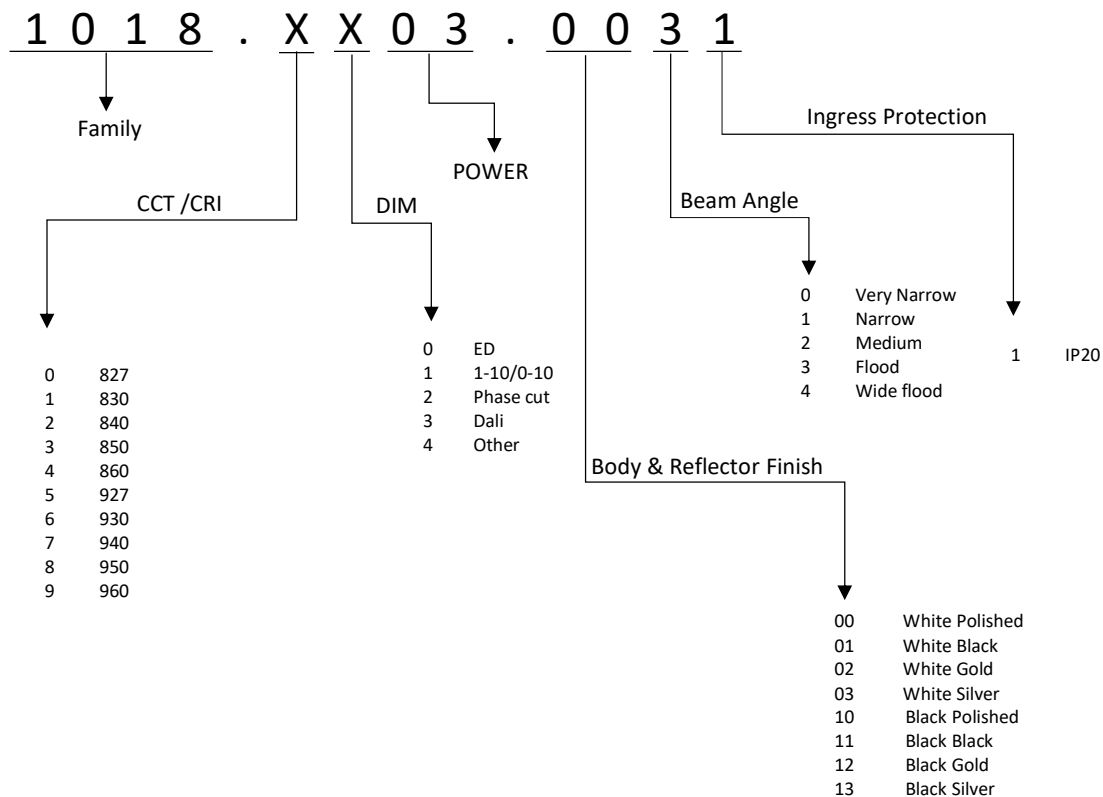 1 0 1 8 . X X 0 3 . 0 0 3 1
Family
POWER
Ingress Protection
CCT /CRI
DIM
Beam Angle
0 827
1 830
2 840
3 850
4 860
5 927
6 930
7 940
8 950
9 960
0 ED
1 1-10/0-10
2 Phase cut
3 Dali
4 Other
0 Very Narrow
1 Narrow
2 Medium
3 Flood
4 Wide flood
1 IP20
Body & Reflector Finish
00 White Polished
01 White Black
02 White Gold
03 White Silver
10 Black Polished
11 Black Black
12 Black Gold
13 Black Silver